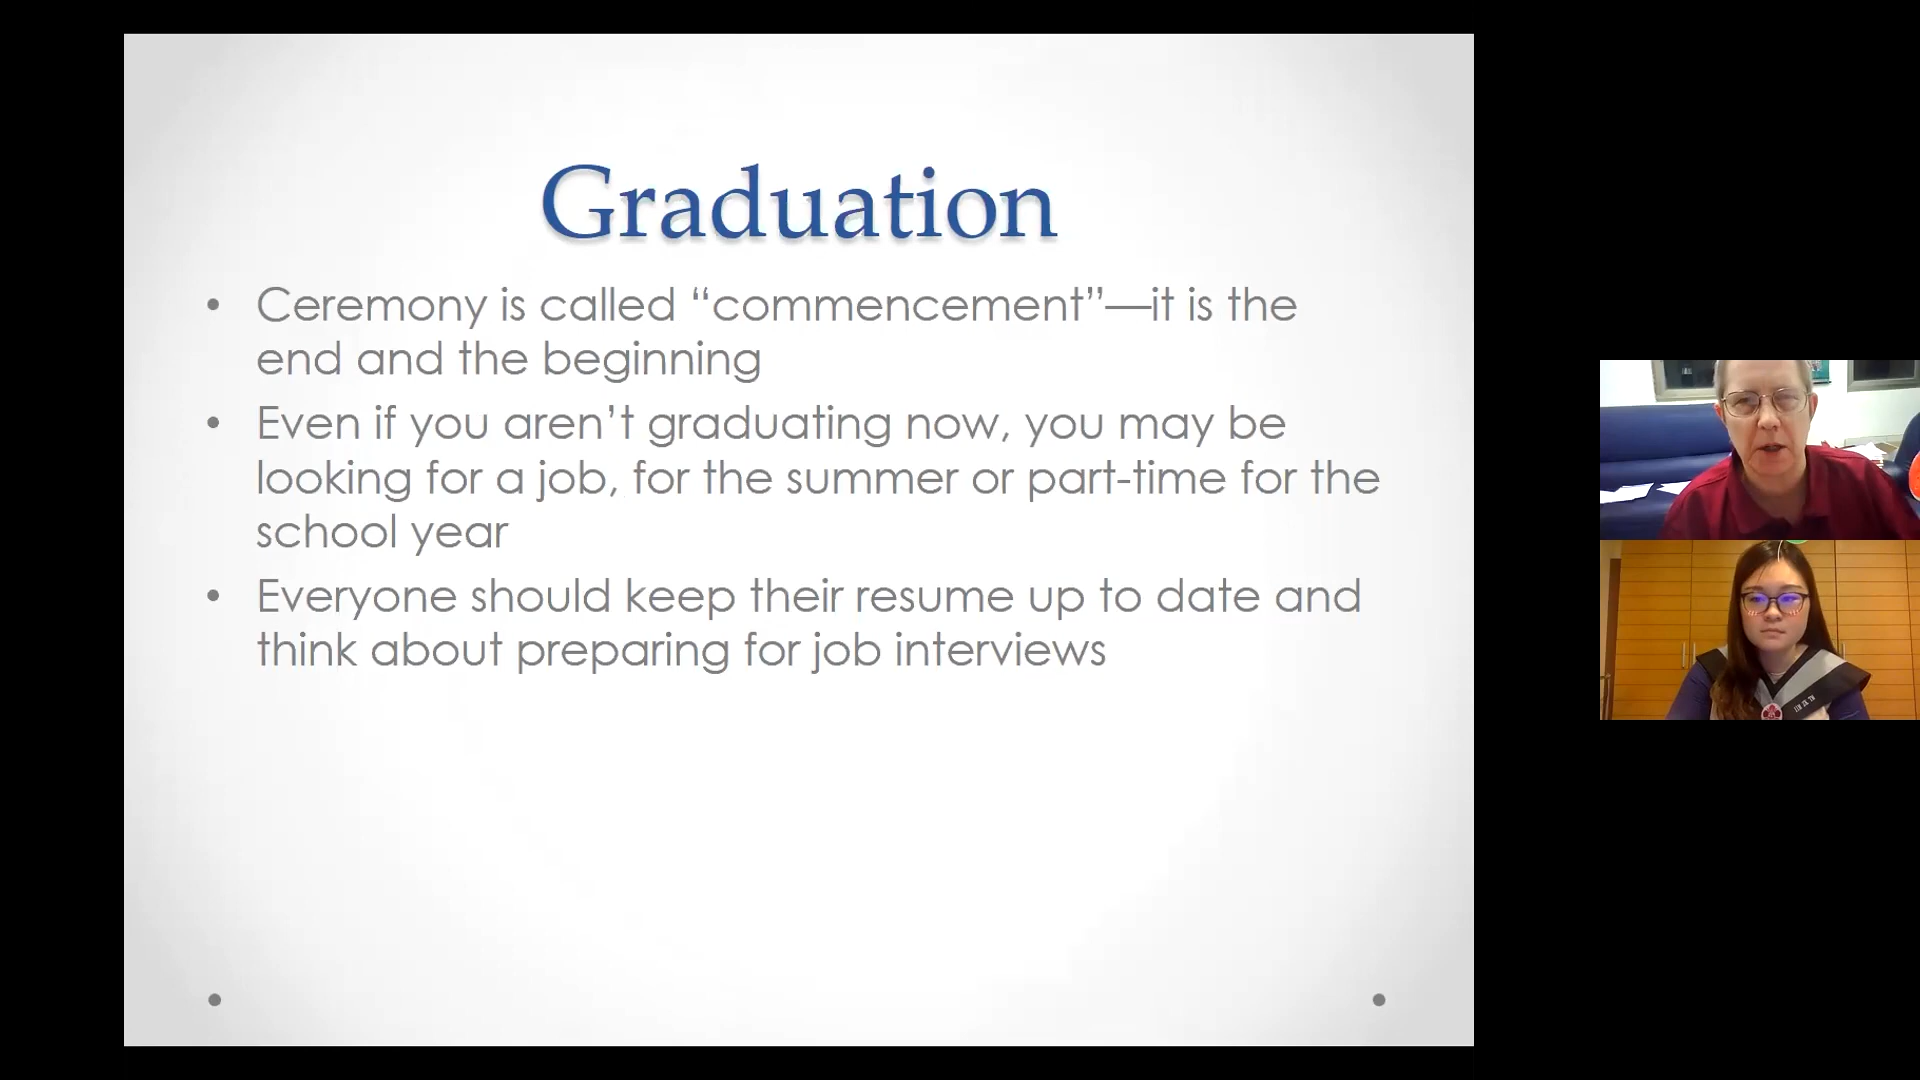 Graduation
• Ceremony is called “commencement”—it is the
end and the beginning
• Even if you aren’t graduating now, you may be
looking for a job, for the summer or part-time for the
school year
• Everyone should keep their resume up to date and
think about preparing for job interviews